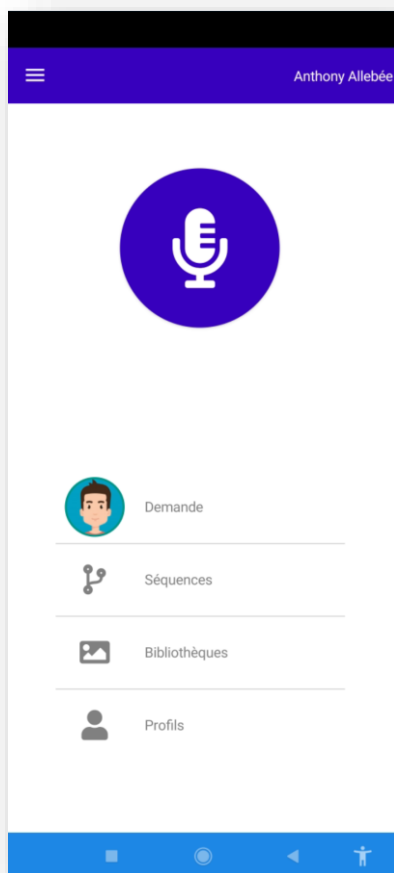 Anthony Allebée
Demande
Séquences
Bibliothèques
Profils